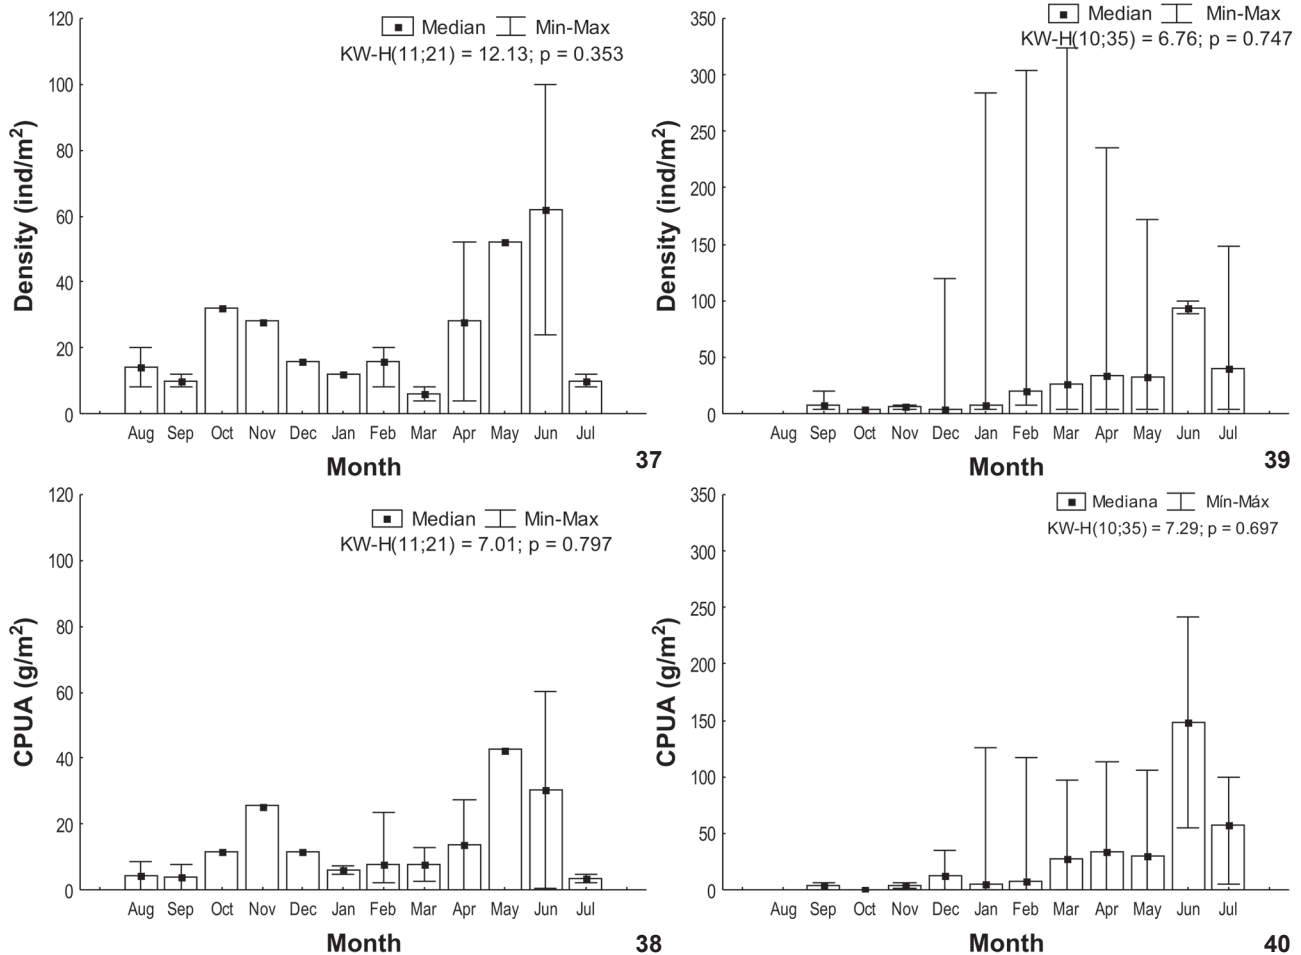 Median Min-Max
KW-H(11;21) = 12.13; p = 0.353
Density (ind/m²)
120
100
80
60
40
20
0
Aug Sep Oct Nov Dec Jan Feb Mar Apr May Jun Jul
Month
37
Median Min-Max
KW-H(10;35) = 6.76; p = 0.747
Density (ind/m²)
350
300
250
200
150
100
50
0
Aug Sep Oct Nov Dec Jan Feb Mar Apr May Jun Jul
Month
39
Median Min-Max
KW-H(11;21) = 7.01; p = 0.797
CPUA (g/m²)
120
100
80
60
40
20
0
Aug Sep Oct Nov Dec Jan Feb Mar Apr May Jun Jul
Month
38
Mediana Mín-Máx
KW-H(10;35) = 7.29; p = 0.697
CPUA (g/m²)
350
300
250
200
150
100
50
0
Aug Sep Oct Nov Dec Jan Feb Mar Apr May Jun Jul
Month
40